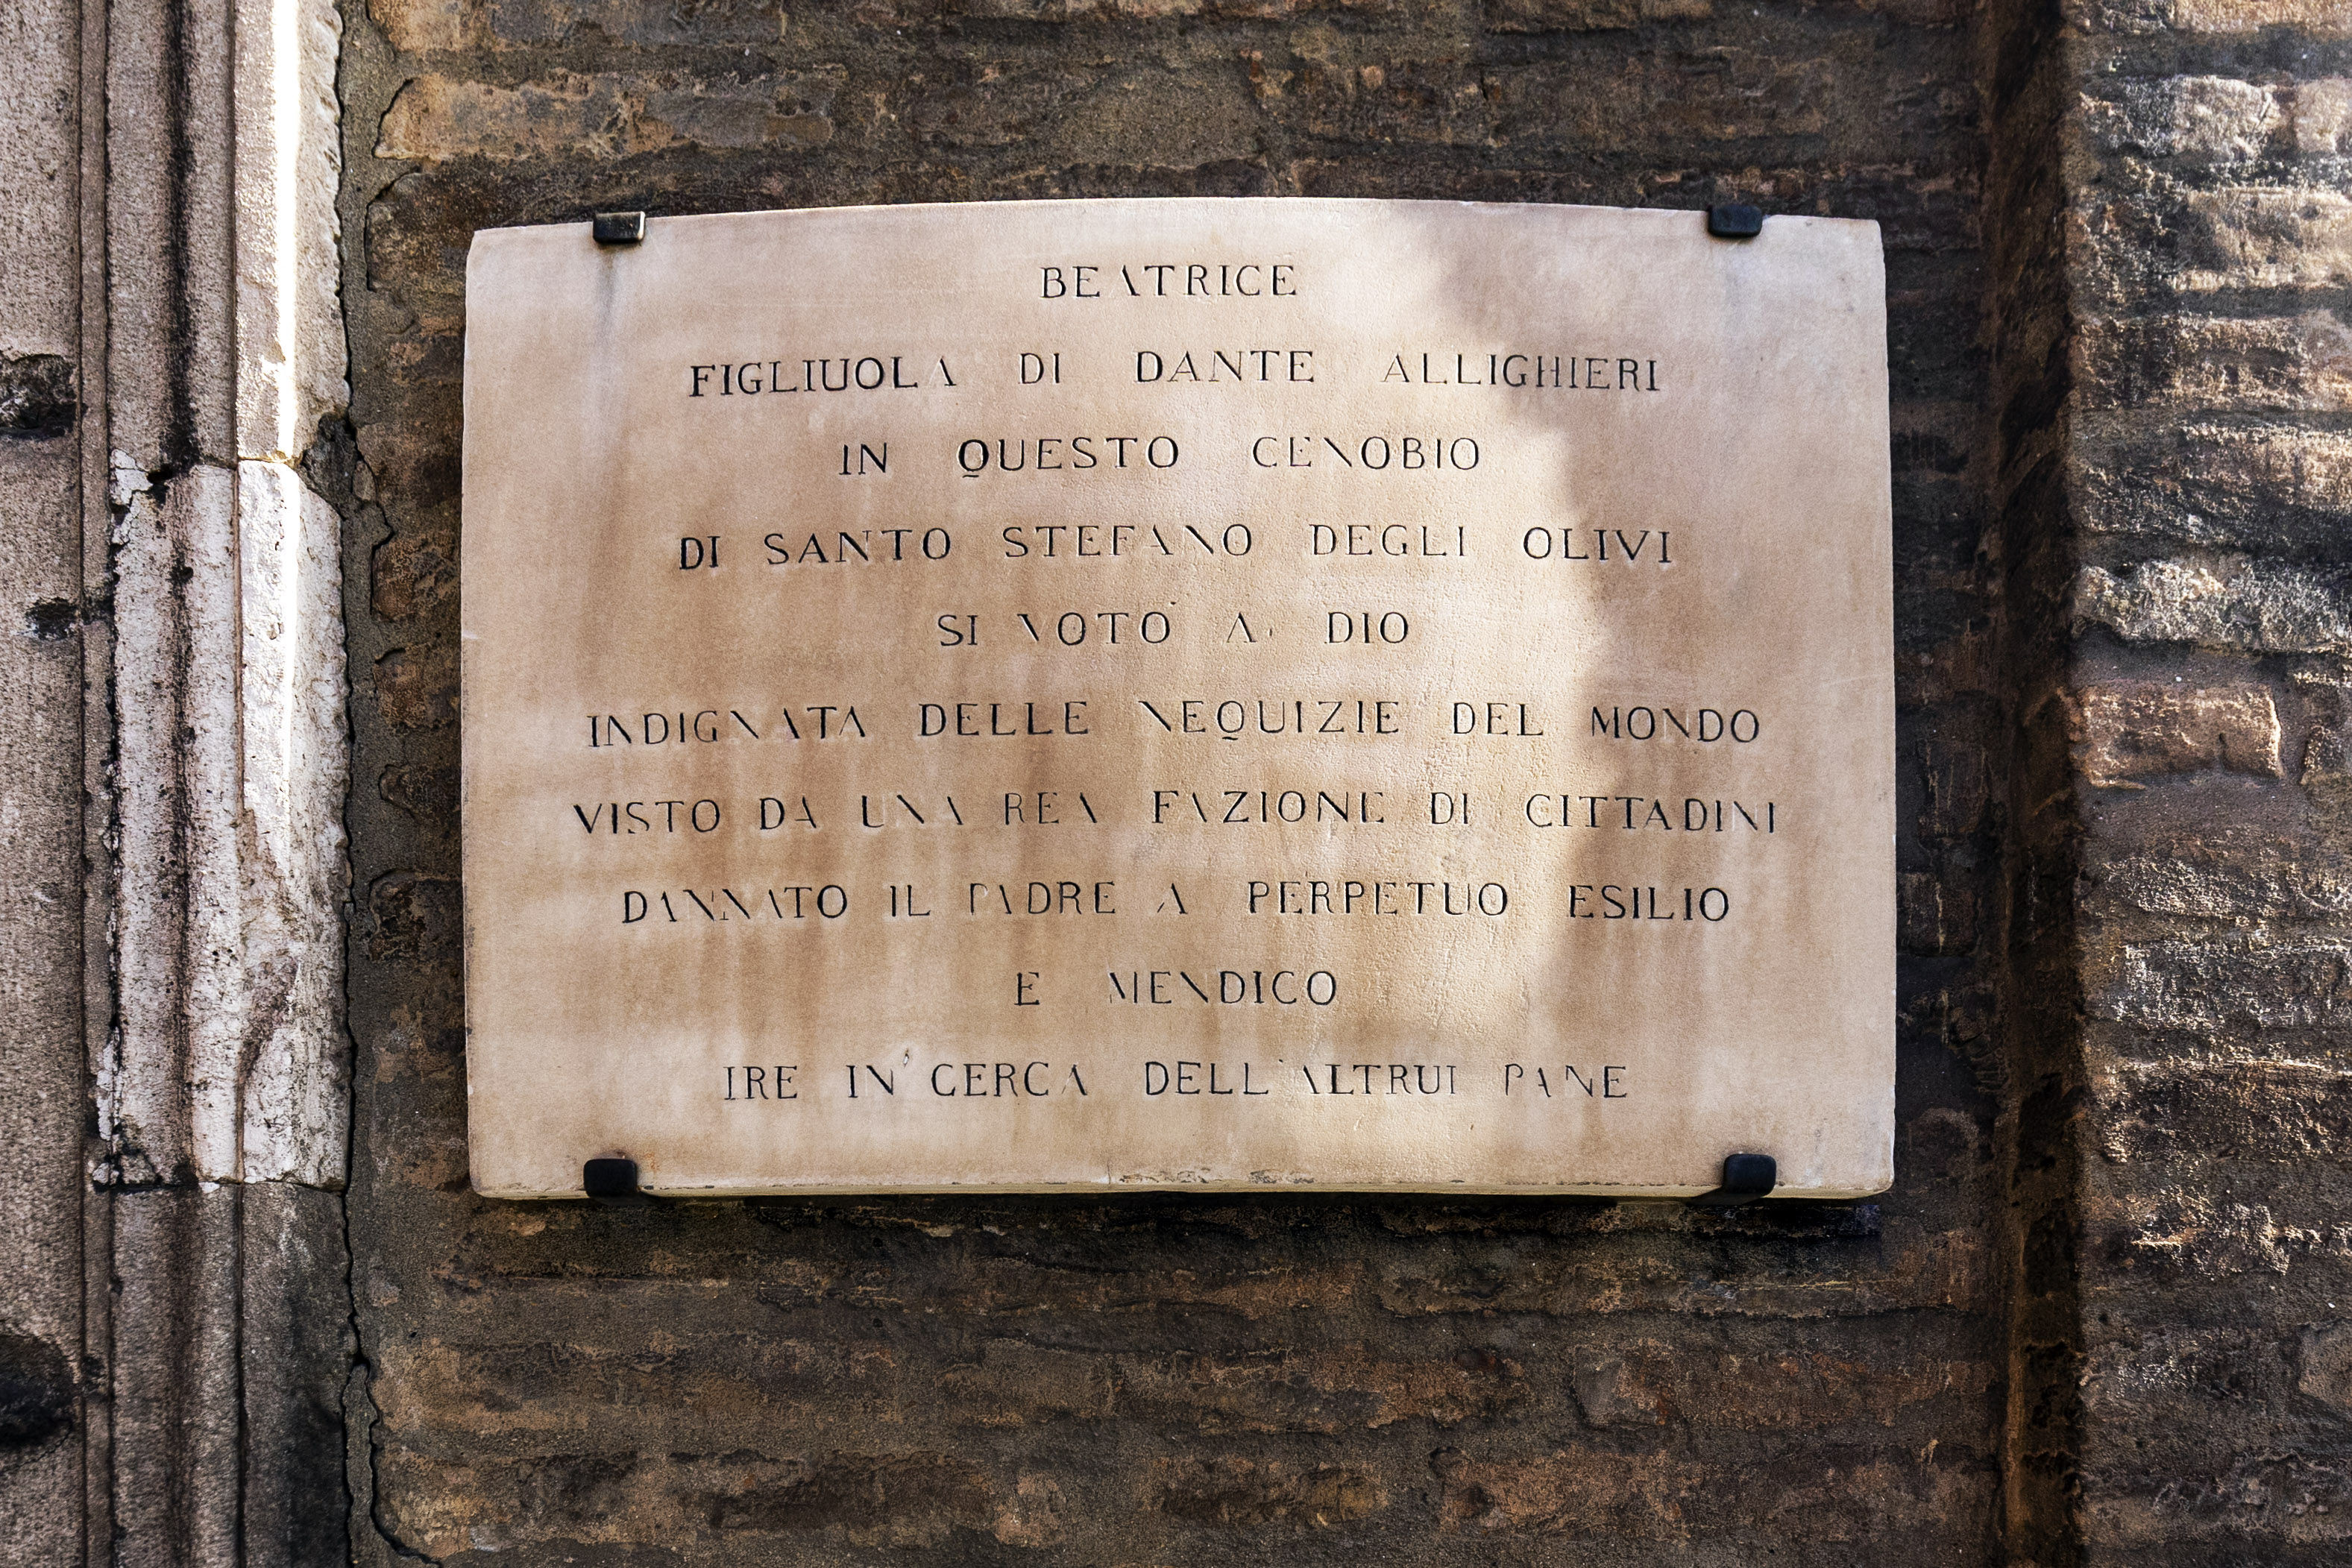 BEATRICE
FIGLIUOLA DI DANTE ALLIGHIERI
IN QUESTO CENOBIO
DI SANTO STEFANO DEGLI OLIVI
SI VOTÒ A DIO
INDIGNATA DELLE NEQUIZIE DEL MONDO
VISTO DA UNA REA FAZIONE DI CITTADINI
DANNATO IL PADRE A PERPETUO ESILIO
E MENDICO
IRE IN CERCA DELL'ALTRUI PANE